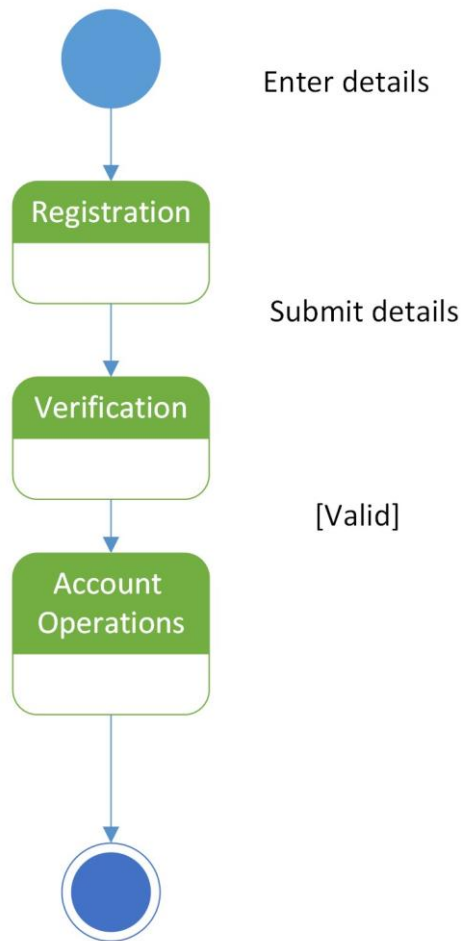 Enter details
Registration
Submit details
Verification
[Valid]
Account
Operations